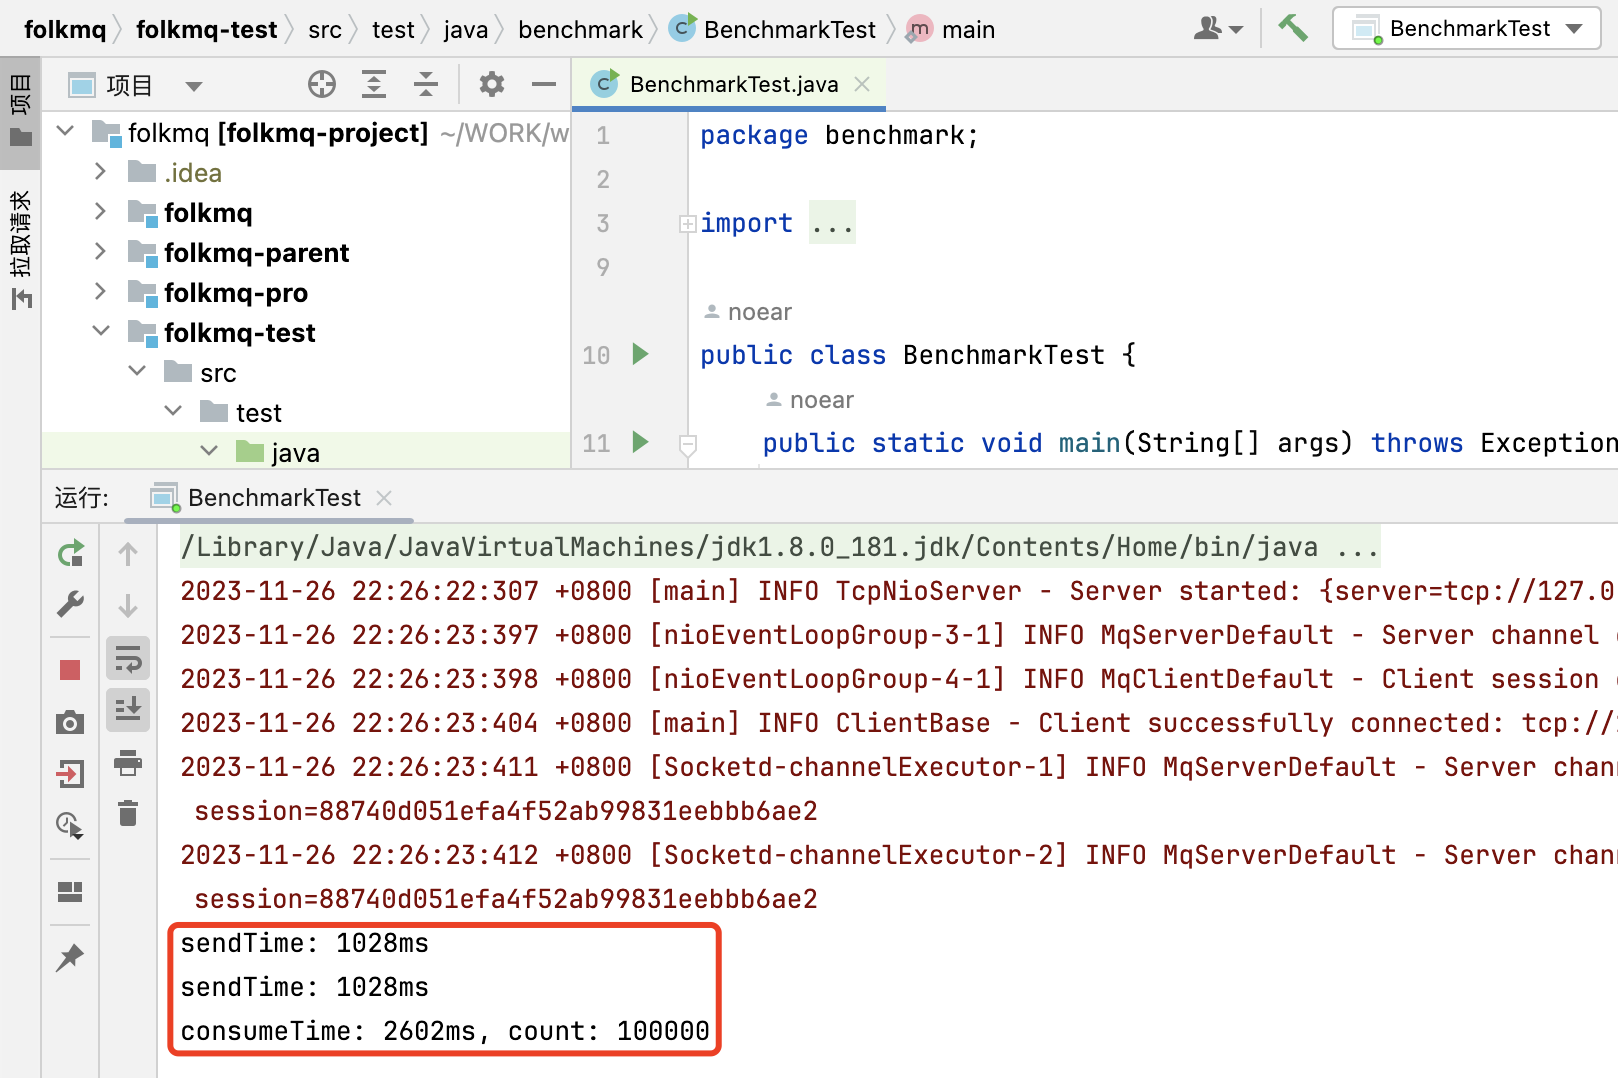 folkmq folkmq-test src test java benchmark BenchmarkTest main BenchmarkTest
项目
拉取请求
项目
BenchmarkTest.java
folkmq [folkmq-project] ~/WORK/w
.idea
folkmq
folkmq-parent
folkmq-pro
folkmq-test
src
test
java
1 package benchmark;
2
3 import ...
9
noear
10 public class BenchmarkTest {
noear
11 public static void main(String[] args) throws Exception
运行: BenchmarkTest
/Library/Java/JavaVirtualMachines/jdk1.8.0_181.jdk/Contents/Home/bin/java ...
2023-11-26 22:26:22:307 +0800 [main] INFO TcpNioServer - Server started: {server=tcp://127.0
2023-11-26 22:26:23:397 +0800 [nioEventLoopGroup-3-1] INFO MqServerDefault - Server channel
2023-11-26 22:26:23:398 +0800 [nioEventLoopGroup-4-1] INFO MqClientDefault - Client session
2023-11-26 22:26:23:404 +0800 [main] INFO ClientBase - Client successfully connected: tcp://
2023-11-26 22:26:23:411 +0800 [Socketd-channelExecutor-1] INFO MqServerDefault - Server chan
session=88740d051efa4f52ab99831eebbb6ae2
2023-11-26 22:26:23:412 +0800 [Socketd-channelExecutor-2] INFO MqServerDefault - Server chan
session=88740d051efa4f52ab99831eebbb6ae2
sendTime: 1028ms
sendTime: 1028ms
consumeTime: 2602ms, count: 100000